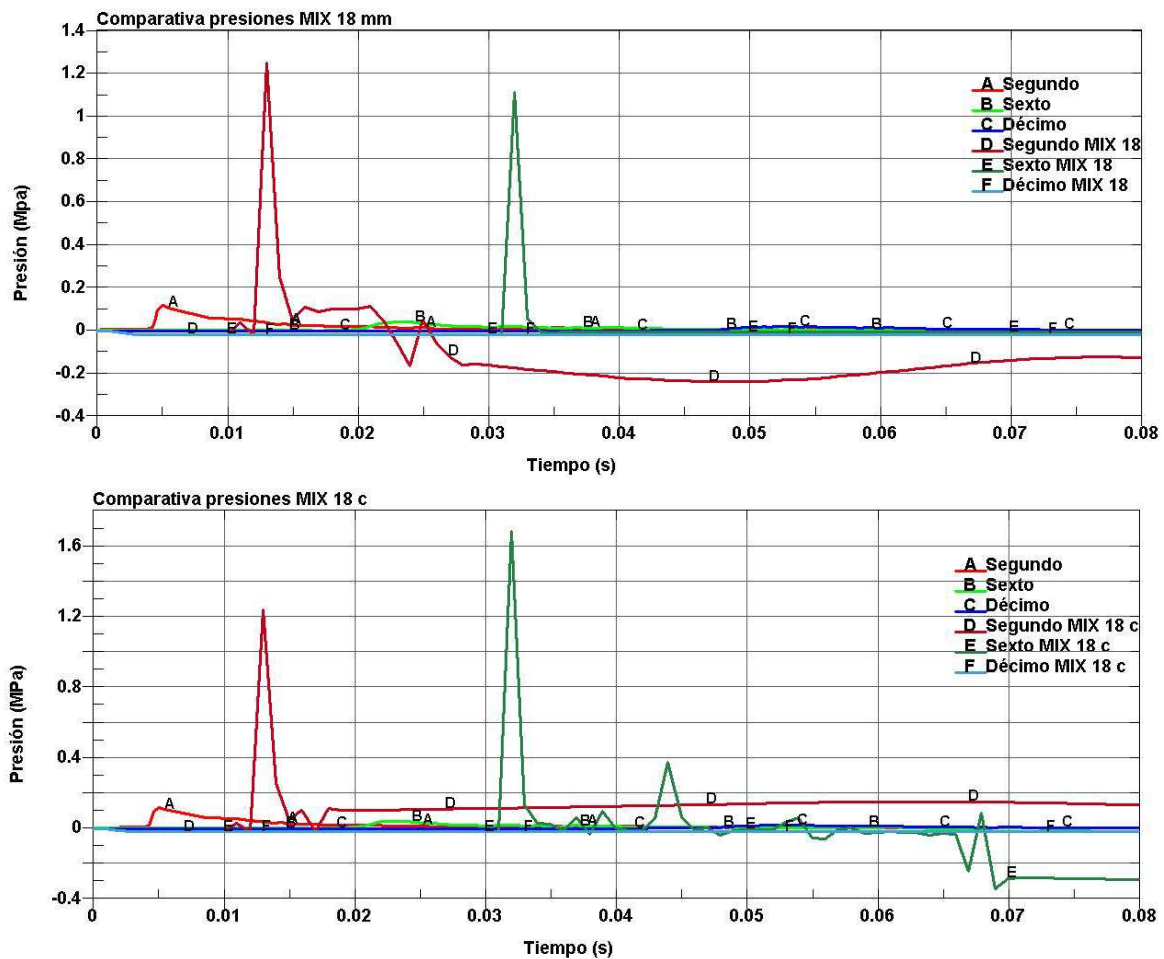 Comparativa presiones MIX 18 mm
1.4
1.2
1
0.8
0.6
0.4
0.2
0
-0.2
-0.4
Presión (Mpa)
A Segundo
B Sexto
C Décimo
D Segundo MIX 18
E Sexto MIX 18
F Décimo MIX 18
0 0.01 0.02 0.03 0.04 0.05 0.06 0.07 0.08
Tiempo (s)
Comparativa presiones MIX 18 c
1.6
1.2
0.8
0.4
0
-0.4
Presión (MPa)
A Segundo
B Sexto
C Décimo
D Segundo MIX 18 c
E Sexto MIX 18 c
F Décimo MIX 18 c
0 0.01 0.02 0.03 0.04 0.05 0.06 0.07 0.08
Tiempo (s)